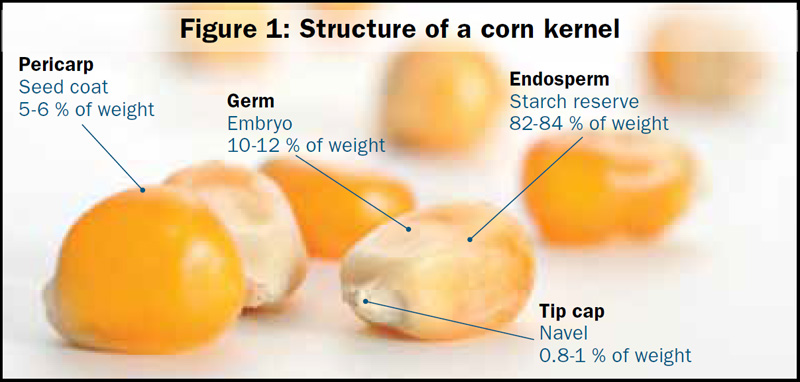 Figure 1: Structure of a corn kernel
Pericarp
Seed coat
5-6 % of weight
Germ
Embryo
10-12 % of weight
Endosperm
Starch reserve
82-84 % of weight
Tip cap
Navel
0.8-1 % of weight